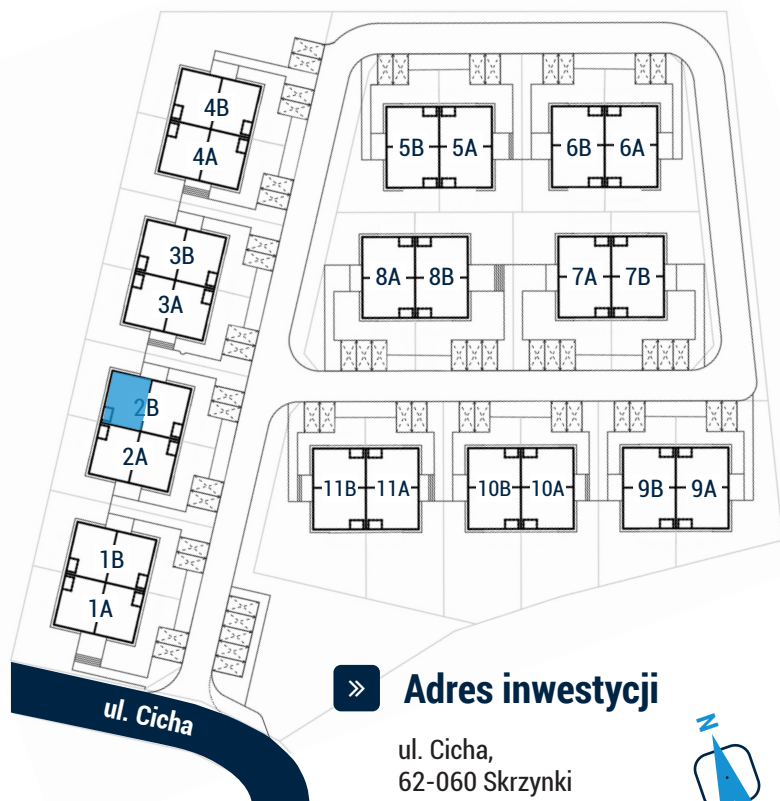 4B
4A
5B 5A
6B 6A
3B
3A
8A 8B
7A 7B
2B
2A
11B 11A
10B 10A
9B 9A
1B
1A
ul. Cicha
» Adres inwestycji
ul. Cicha,
62-060 Skrzynki
N